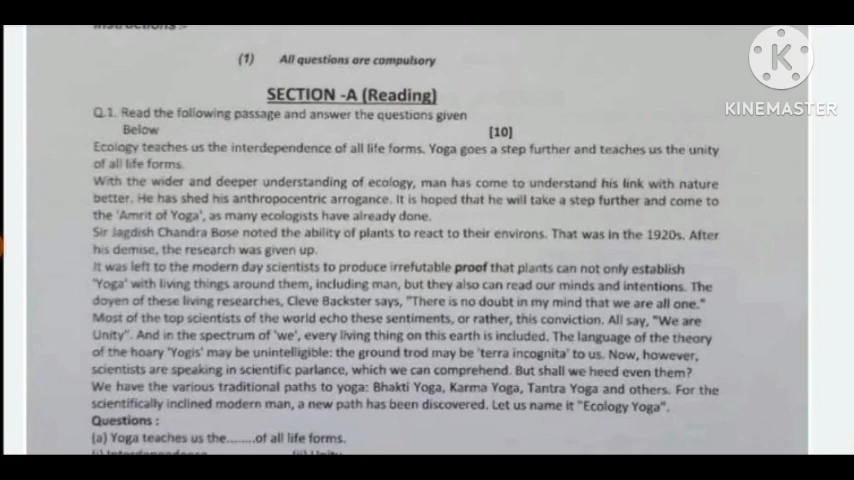 Instructions :-
(1) All questions are compulsory
K
KINEMASTER
SECTION -A (Reading)
Q.1. Read the following passage and answer the questions given
Below [10]
Ecology teaches us the interdependence of all life forms. Yoga goes a step further and teaches us the unity
of all life forms.
With the wider and deeper understanding of ecology, man has come to understand his link with nature
better. He has shed his anthropocentric arrogance. It is hoped that he will take a step further and come to
the 'Amrit of Yoga', as many ecologists have already done.
Sir Jagdish Chandra Bose noted the ability of plants to react to their environs. That was in the 1920s. After
his demise, the research was given up.
It was left to the modern day scientists to produce irrefutable proof that plants can not only establish
'Yoga' with living things around them, including man, but they also can read our minds and intentions. The
doyen of these living researches, Cleve Backster says, "There is no doubt in my mind that we are all one."
Most of the top scientists of the world echo these sentiments, or rather, this conviction. All say, "We are
Unity". And in the spectrum of 'we', every living thing on this earth is included. The language of the theory
of the hoary 'Yogis' may be unintelligible: the ground trod may be 'terra incognita' to us. Now, however,
scientists are speaking in scientific parlance, which we can comprehend. But shall we heed even them?
We have the various traditional paths to yoga: Bhakti Yoga, Karma Yoga, Tantra Yoga and others. For the
scientifically inclined modern man, a new path has been discovered. Let us name it "Ecology Yoga".
Questions :
(a) Yoga teaches us the........of all life forms.
(i) Interdependence (ii) Unity